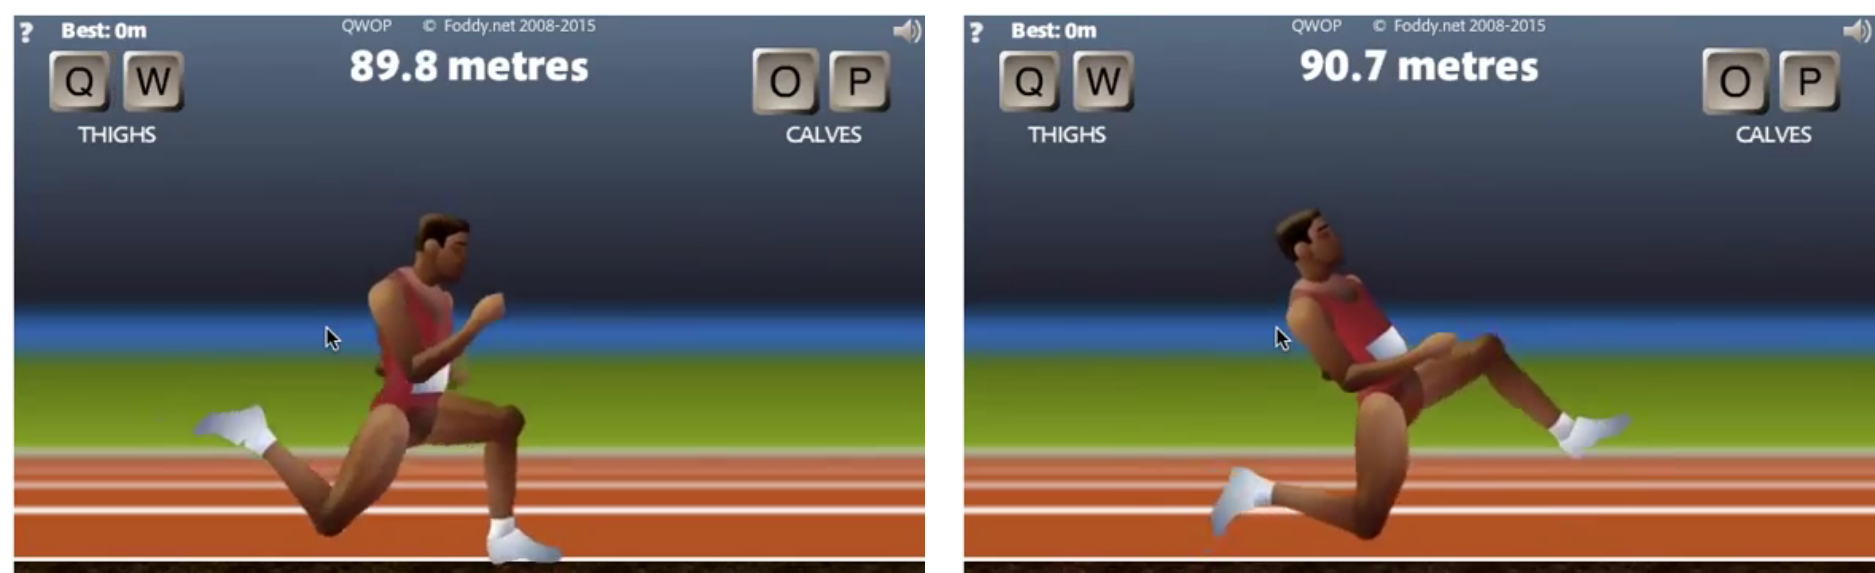 ? Best: 0m QWOP © Foddy.net 2008-2015
89.8 metres
Q W O P
THIGHS CALVES
? Best: 0m QWOP © Foddy.net 2008-2015
90.7 metres
Q W O P
THIGHS CALVES